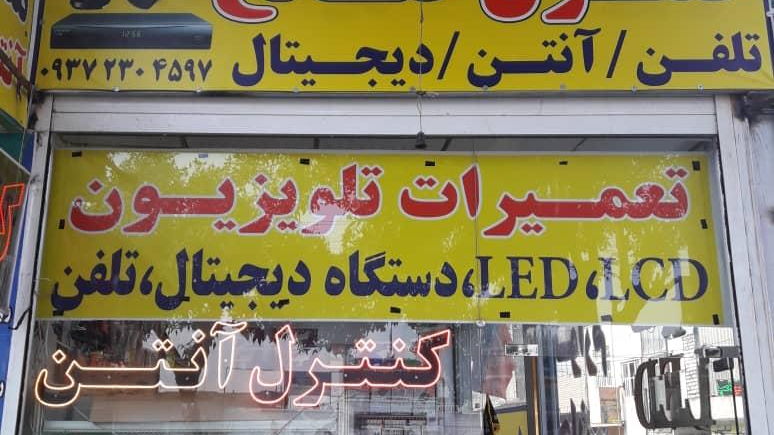 تلفن/آنتن/دیجیتال
۰۹۳۷ ۲۳۰ ۴۵۹۷
تعمیرات تلویزیون
LCD،LED،دستگاه دیجیتال،تلفن
کنترل آنتن